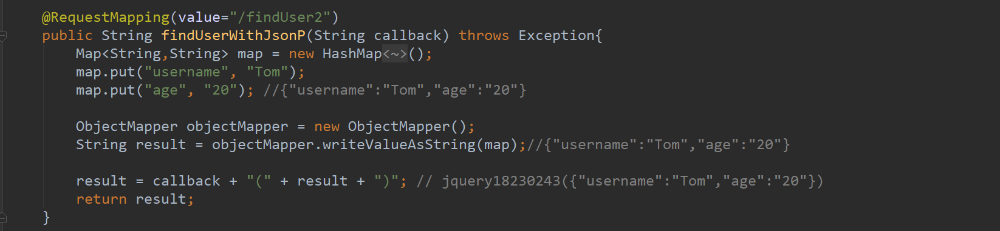 @RequestMapping(value="/findUser2")
public String findUserWithJsonP(String callback) throws Exception{
Map<String,String> map = new HashMap<~>();
map.put("username", "Tom");
map.put("age", "20"); //{"username":"Tom","age":"20"}
ObjectMapper objectMapper = new ObjectMapper();
String result = objectMapper.writeValueAsString(map);//{"username":"Tom","age":"20"}
result = callback + "(" + result + ")"; // jquery18230243({"username":"Tom","age":"20"})
return result;
}